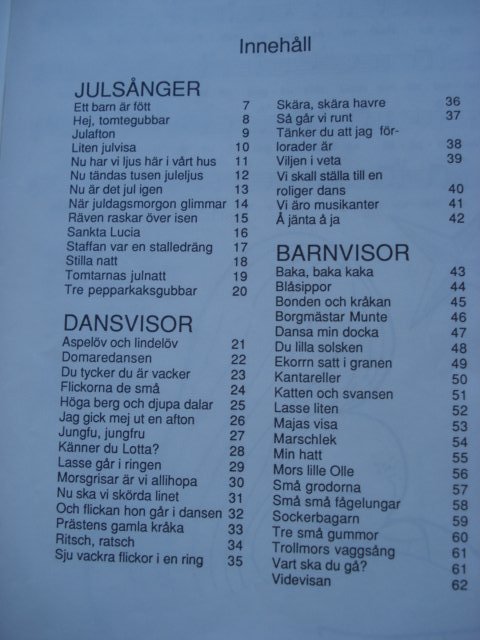 Innehåll
JULSÅNGER
Ett barn är fött 7
Hej, tomtegubbar 8
Julafton 9
Liten julvisa 10
Nu har vi ljus här i vårt hus 11
Nu tändas tusen juleljus 12
Nu är det jul igen 13
När juldagsmorgon glimmar 14
Räven raskar över isen 15
Sankta Lucia 16
Staffan var en stalledräng 17
Stilla natt 18
Tomtarnas julnatt 19
Tre pepparkaksgubbar 20
DANSVISOR
Aspelöv och lindelöv 21
Domaredansen 22
Du tycker du är vacker 23
Flickorna de små 24
Höga berg och djupa dalar 25
Jag gick mej ut en afton 26
Jungfu, jungfru 27
Känner du Lotta? 28
Lasse går i ringen 29
Morsgrisar är vi allihopa 30
Nu ska vi skörda linet 31
Och flickan hon går i dansen 32
Prästens gamla kråka 33
Ritsch, ratsch 34
Sju vackra flickor i en ring 35
Skära, skära havre 36
Så går vi runt 37
Tänker du att jag för-
lorader är 38
Viljen i veta 39
Vi skall ställa till en
roliger dans 40
Vi äro musikanter 41
Å jänta å ja 42
BARNVISOR
Baka, baka kaka 43
Blåsippor 44
Bonden och kråkan 45
Borgmästar Munte 46
Dansa min docka 47
Du lilla solsken 48
Ekorrn satt i granen 49
Kantareller 50
Katten och svansen 51
Lasse liten 52
Majas visa 53
Marschlek 54
Min hatt 55
Mors lille Olle 56
Små grodorna 57
Små små fågelungar 58
Sockerbagarn 59
Tre små gummor 60
Trollmors vaggsång 61
Vart ska du gå? 61
Videvisan 62